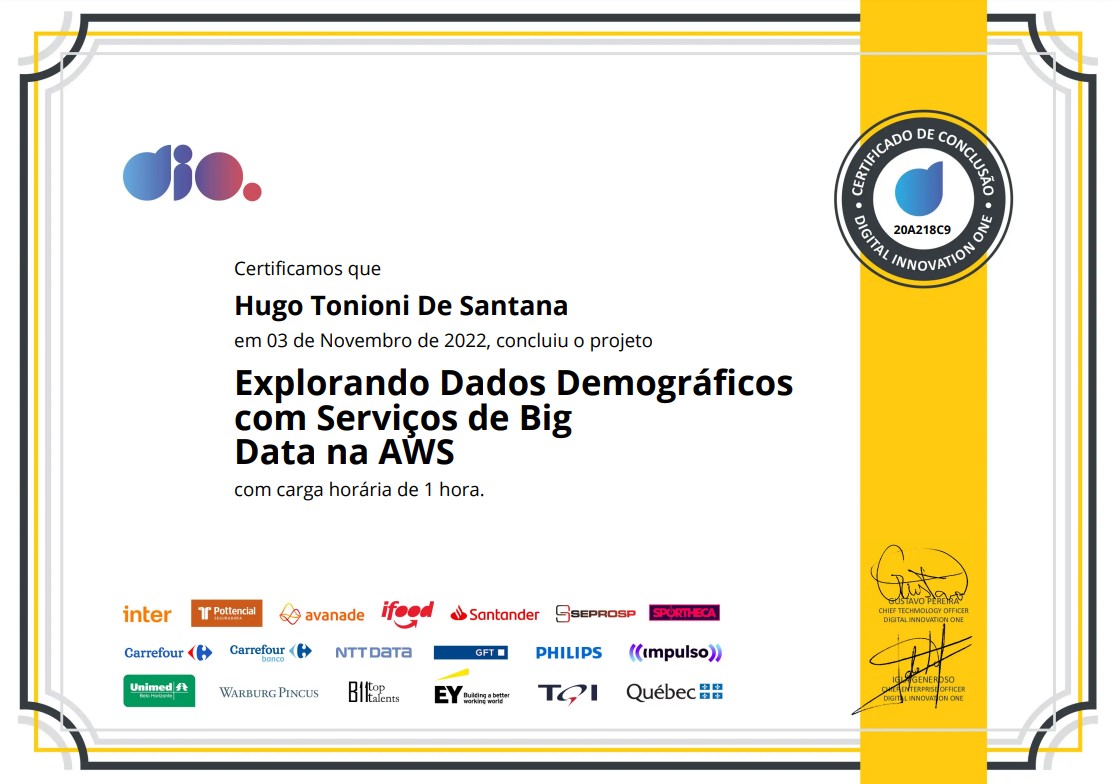 dio.
CERTIFICADO DE CONCLUSÃO
20A218C9
DIGITAL INNOVATION ONE
Certificamos que
Hugo Tonioni De Santana
em 03 de Novembro de 2022, concluiu o projeto
Explorando Dados Demográficos
com Serviços de Big
Data na AWS
com carga horária de 1 hora.
Gustavo
GUSTAVO PEREIRA
CHIEF TECHNOLOGY OFFICER
DIGITAL INNOVATION ONE
IGLÁ GENEROSO
CHIEF ENTERPRISE OFFICER
DIGITAL INNOVATION ONE
inter
Pottencial
SEGURADORA
avanade
ifood
Santander
SEPROSP
SPORTHECA
Carrefour
Carrefour
banco
NTT DATA
GFT
PHILIPS
impulso
Unimed
Belo Horizonte
WARBURG PINCUS
B11 top
talents
EY
Building a better
working world
TQI
Québec